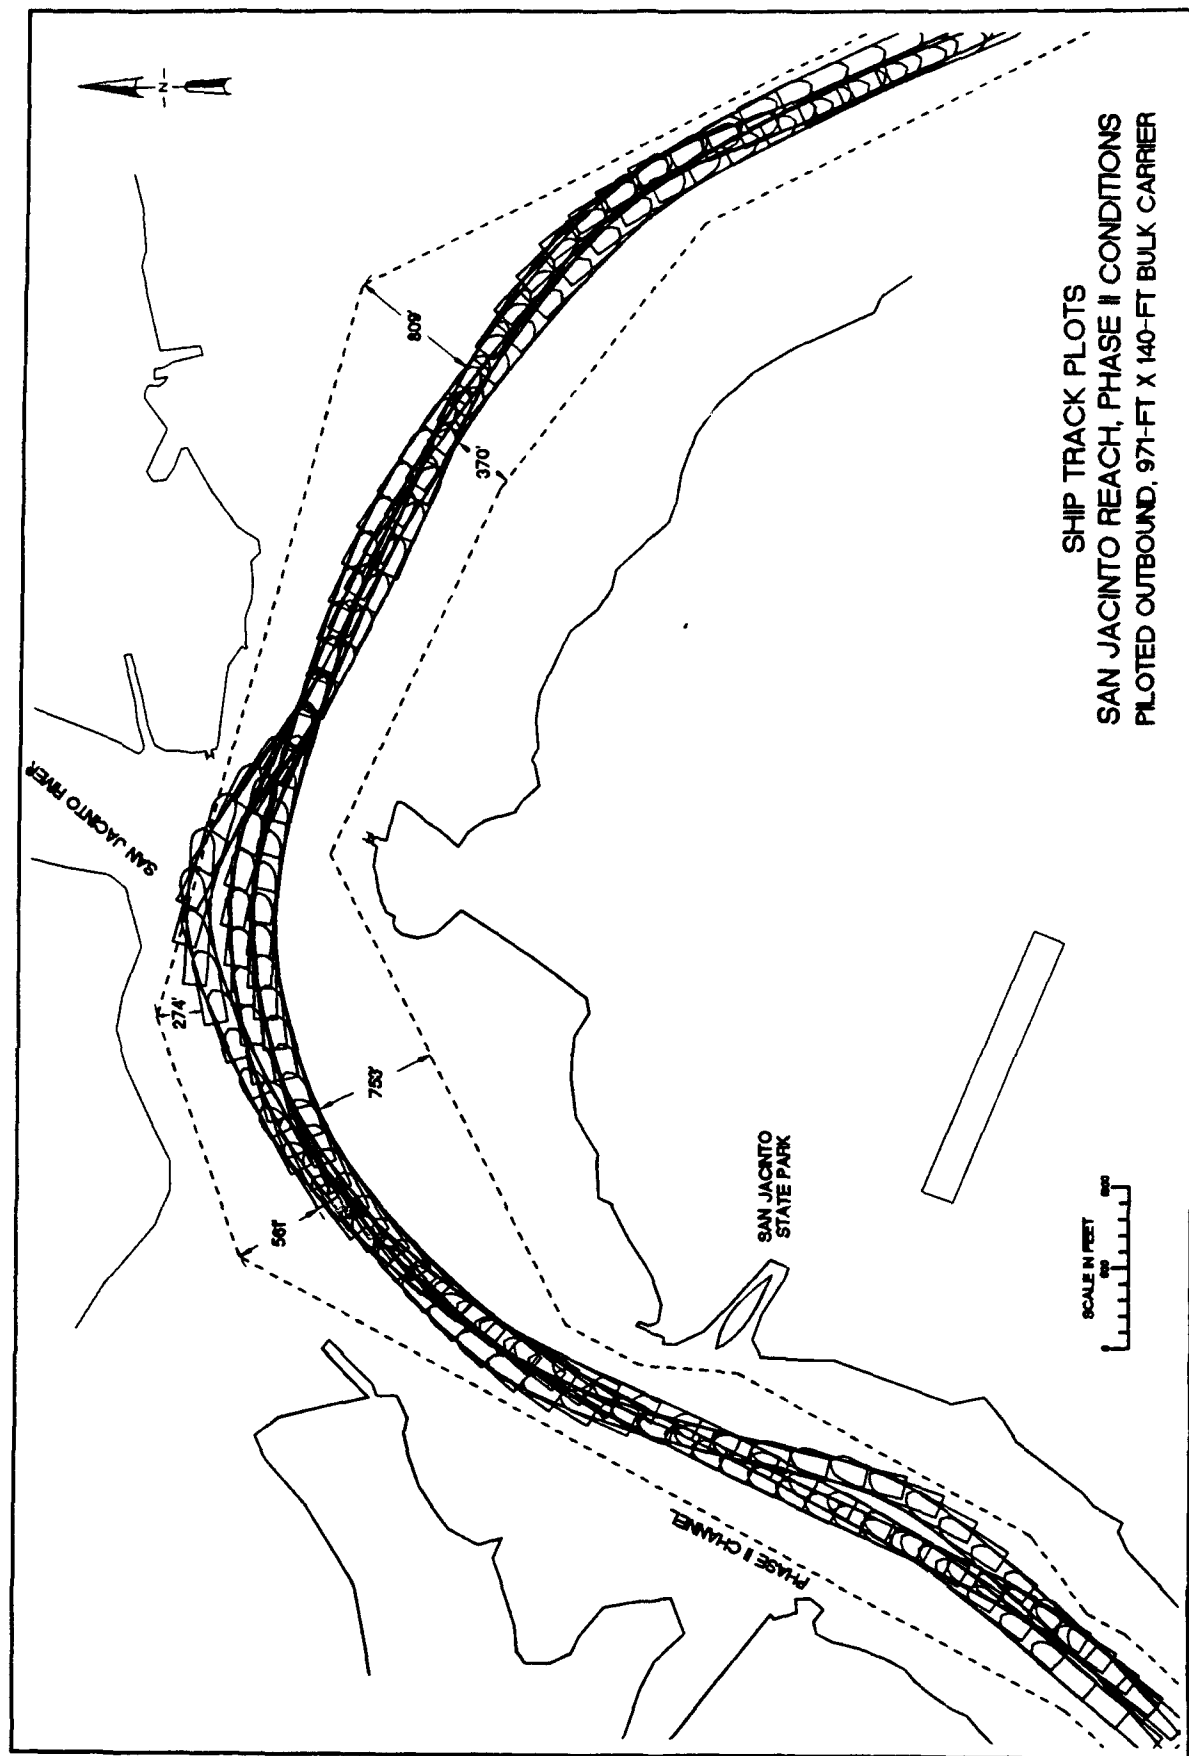 N
SAN JACINTO RIVER
809'
370'
274'
753'
561'
PHASE II CHANNEL
SAN JACINTO
STATE PARK
SCALE IN FEET
0
SHIP TRACK PLOTS
SAN JACINTO REACH, PHASE II CONDITIONS
PILOTED OUTBOUND, 971-FT X 140-FT BULK CARRIER